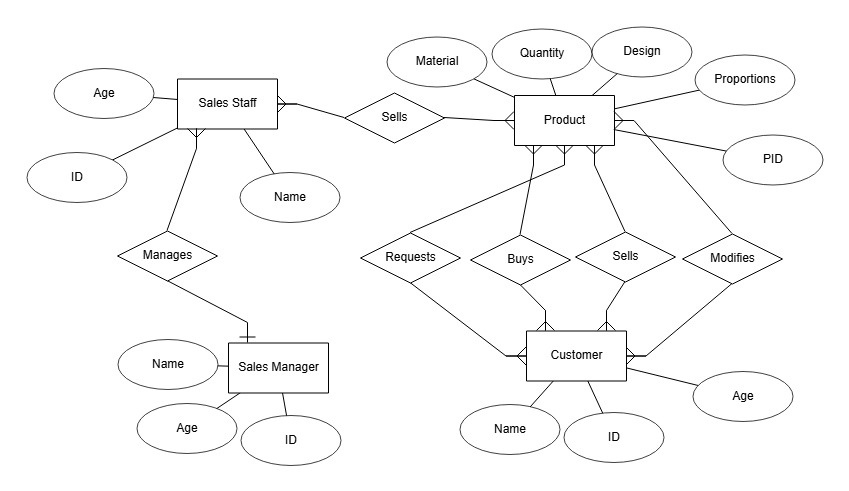 Quantity
Design
Material
Proportions
Age
Sales Staff
Sells
Product
PID
ID
Name
Manages
Requests
Buys
Sells
Modifies
Customer
Name
Sales Manager
Age
Age
Name
ID
ID